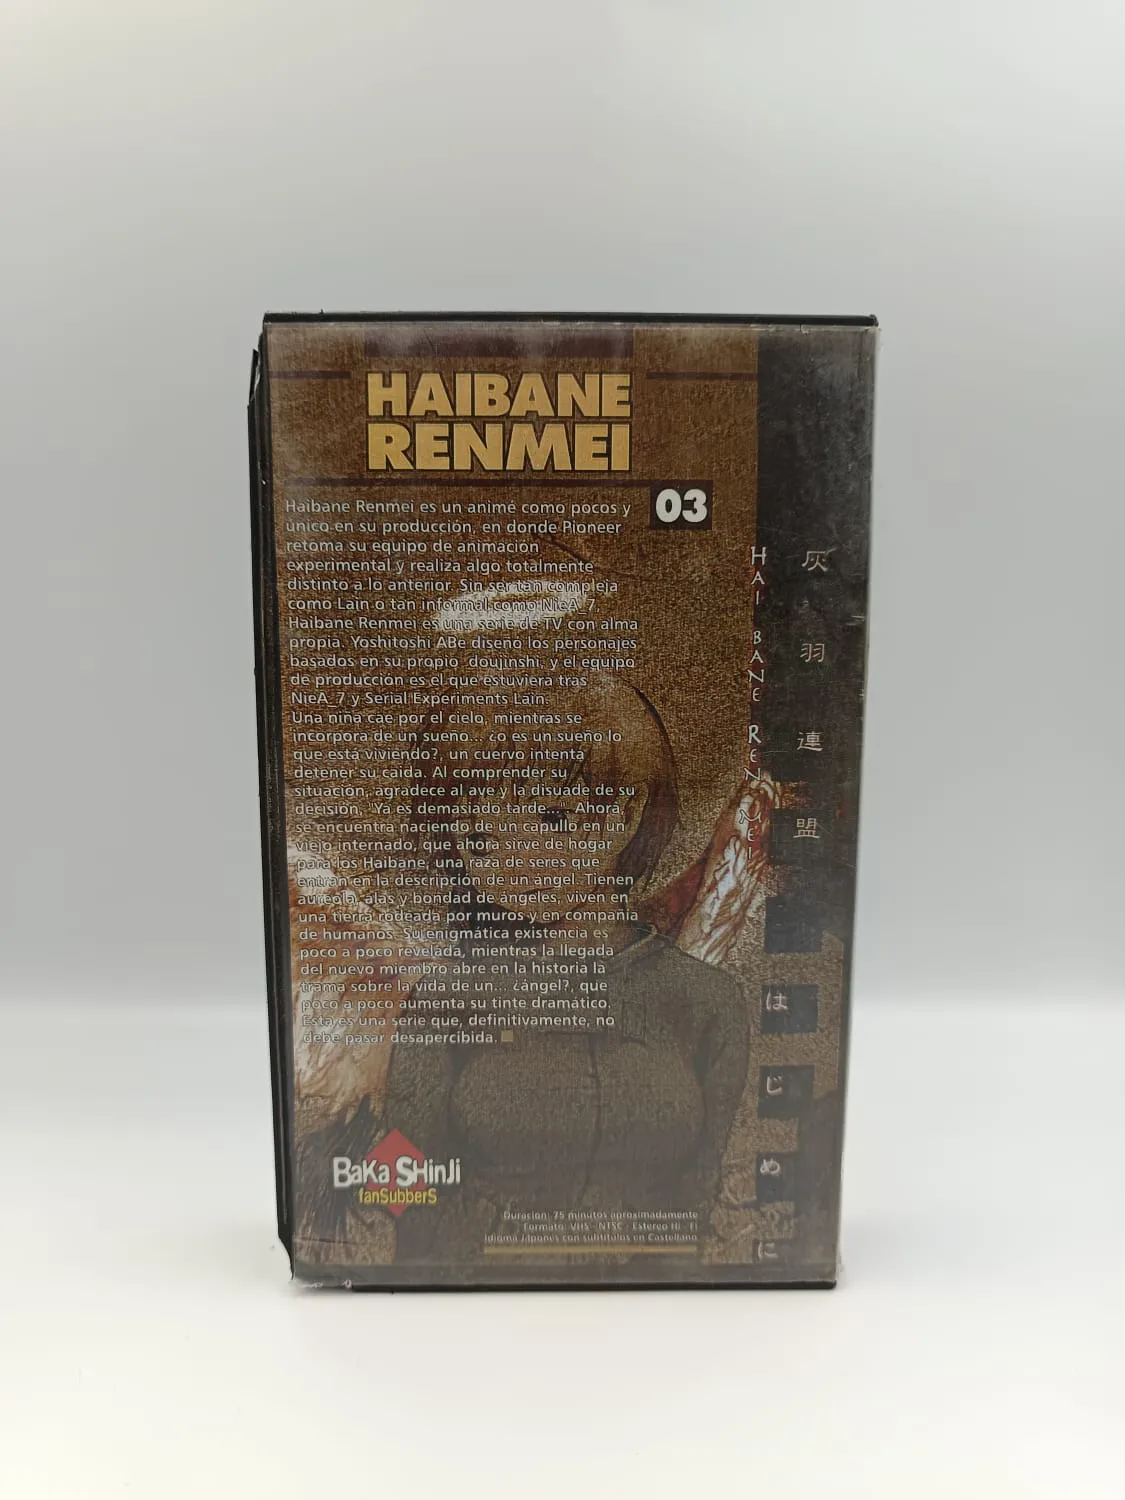 HAIBANE
RENMEI
03
Haibane Renmei es un animé como pocos y
único en su producción, en donde Pioneer
retoma su equipo de animación
experimental y realiza algo totalmente
distinto a lo anterior. Sin ser tan compleja
como Lain o tan informal como NieA_7,
Haibane Renmei es una serie de TV con alma
propia. Yoshitoshi ABe diseño los personajes
basados en su propio doujinshi, y el equipo
de producción es el que estuviera tras
NieA_7 y Serial Experiments Lain.
Una niña cae por el cielo, mientras se
incorpora de un sueño... ¿o es un sueño lo
que está viviendo?, un cuervo intenta
detener su caida. Al comprender su
situación, agradece al ave y la disuade de su
decisión, "Ya es demasiado tarde...". Ahora,
se encuentra naciendo de un capullo en un
viejo internado, que ahora sirve de hogar
para los Haibane, una raza de seres que
entran en la descripción de un ángel. Tienen
aureola, alas y bondad de ángeles, viven en
una tierra rodeada por muros y en compañia
de humanos. Su enigmática existencia es
poco a poco revelada, mientras la llegada
del nuevo miembro abre en la historia la
trama sobre la vida de un... ¿ángel?, que
poco a poco aumenta su tinte dramático.
Esta es una serie que, definitivamente, no
debe pasar desapercibida.
BaKa SHinJi
fanSubberS
Duración: 75 minutos aproximadamente
Formato: VHS - NTSC - Estereo Hi - Fi
Idioma Japonés con subtitulos en Castellano
HAIBANE RENMEI
灰羽連盟
はじめに